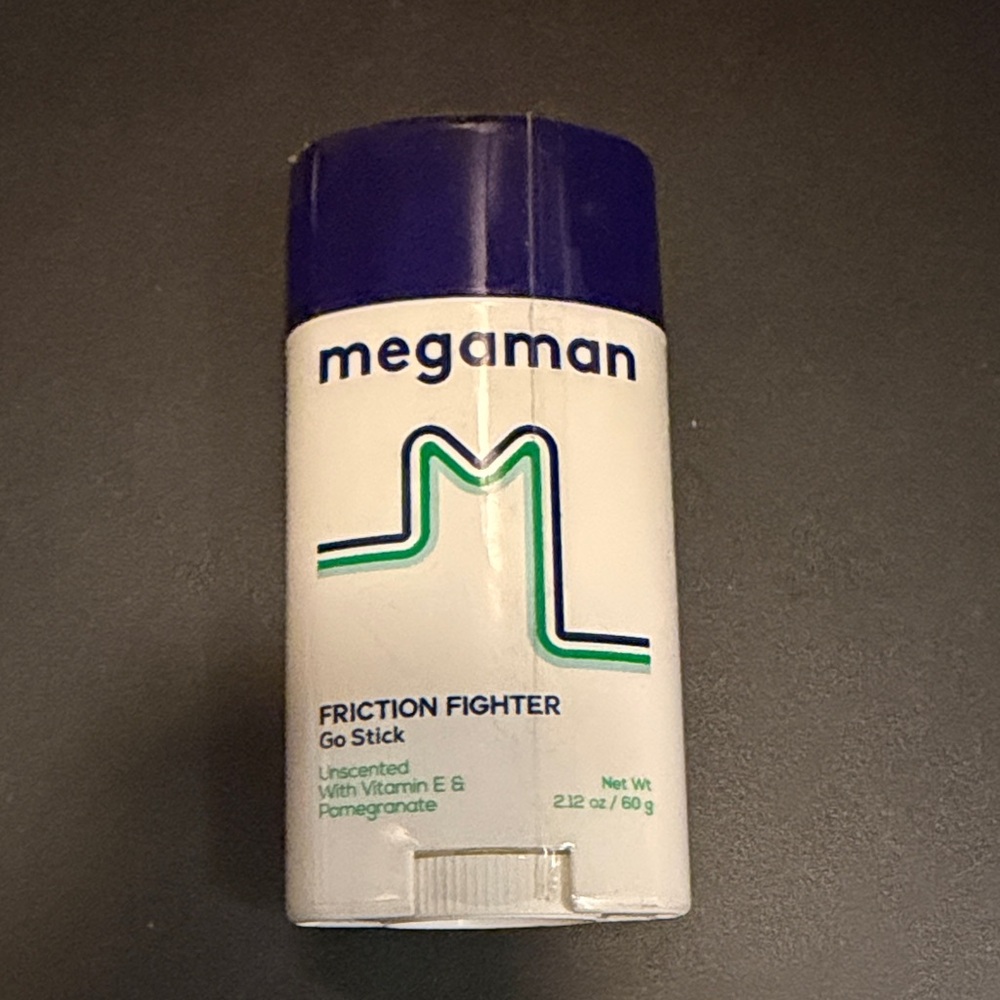 megaman
FRICTION FIGHTER
Go Stick
Unscented
With Vitamin E &
Pomegranate
Net Wt
2.12 oz / 60 g